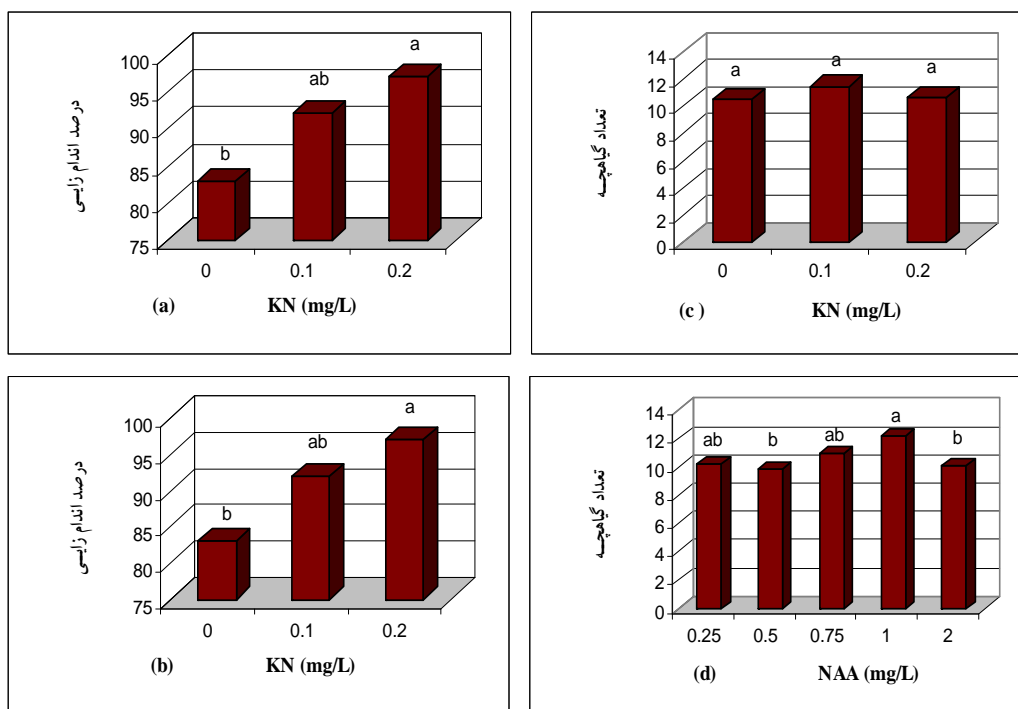 a
ab
b
100
95
90
85
80
75
درصد اندام زایی
0 0.1 0.2
(a) KN (mg/L)
a
a
a
14
12
10
8
6
4
2
0
تعداد گیاهچه
0 0.1 0.2
(c ) KN (mg/L)
a
ab
b
100
95
90
85
80
75
درصد اندام زایی
0 0.1 0.2
(b) KN (mg/L)
ab b ab a b
14
12
10
8
6
4
2
0
تعداد گیاهچه
0.25 0.5 0.75 1 2
(d) NAA (mg/L)